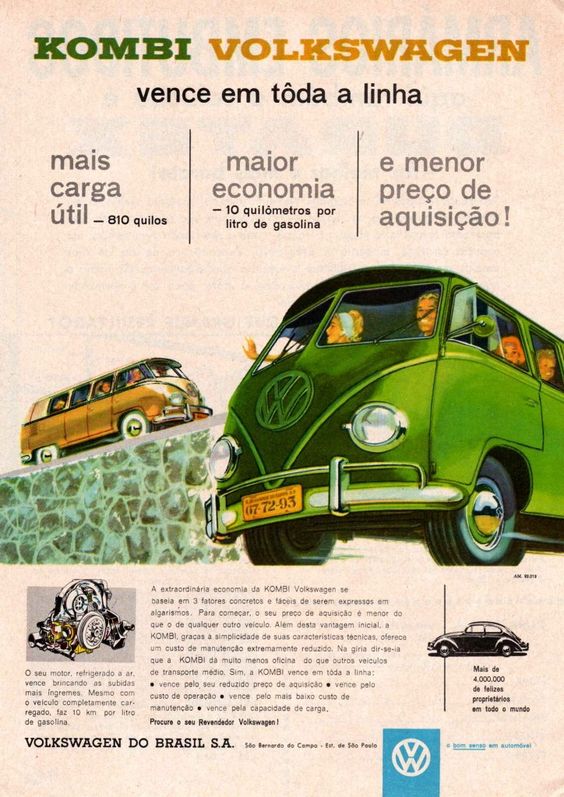 KOMBI VOLKSWAGEN
vence em tôda a linha
mais
carga
útil – 810 quilos
maior
economia
– 10 quilômetros por
litro de gasolina
e menor
preço de
aquisição!
07-72-93
AM. 93.019
O seu motor, refrigerado a ar,
vence brincando as subidas
mais íngremes. Mesmo com
o veículo completamente car-
regado, faz 10 km por litro
de gasolina.
A extraordinária economia da KOMBI Volkswagen se
baseia em 3 fatores concretos e fáceis de serem expressos em
algarismos. Para começar, o seu preço de aquisição é menor do
que o de qualquer outro veículo. Além desta vantagem inicial, a
KOMBI, graças a simplicidade de suas características técnicas, oferece
um custo de manutenção extremamente reduzido. Na gíria dir-se-ia
que a KOMBI dá muito menos oficina do que outros veículos
de transporte médio. Sim, a KOMBI vence em tôda a linha:
• vence pelo seu reduzido preço de aquisição • vence pelo
custo de operação • vence pelo mais baixo custo de
manutenção • vence pela capacidade de carga.
Procure o seu Revendedor Volkswagen!
Mais de
4.000.000
de felizes
proprietários
em todo o mundo
VOLKSWAGEN DO BRASIL S.A. São Bernardo do Campo - Est. de São Paulo
o bom senso em automóvel